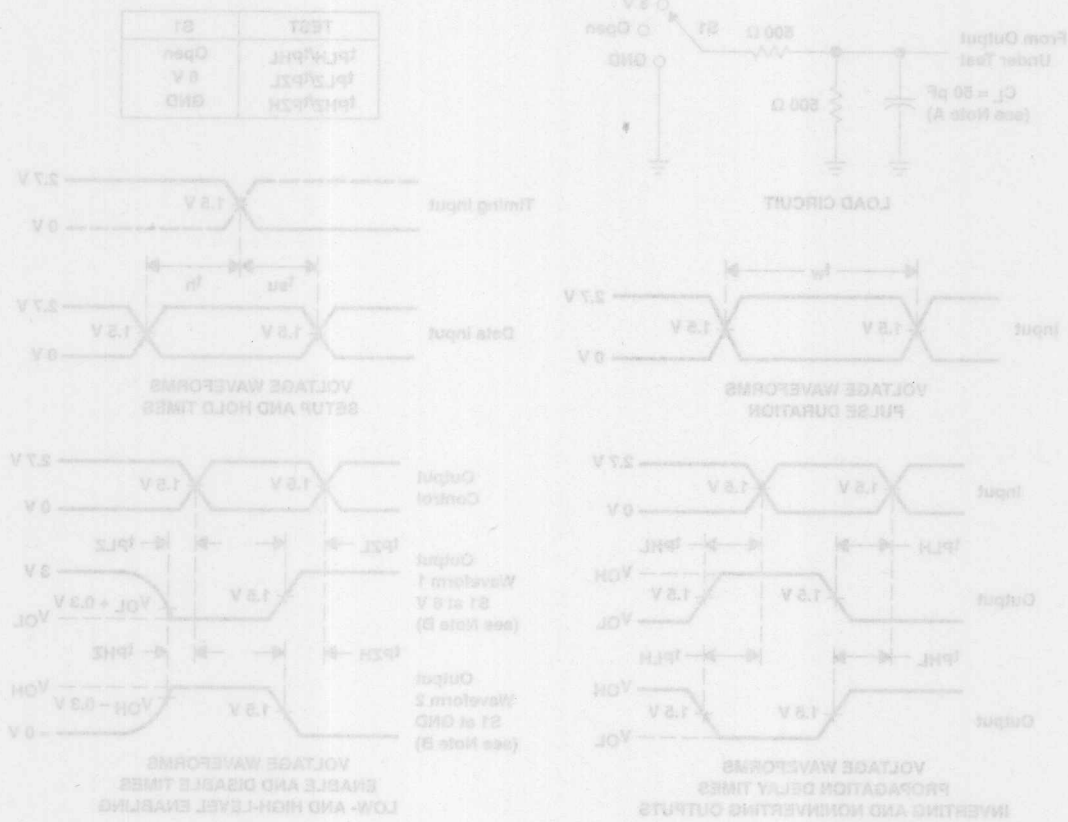 6 V
TEST S1
From Output
Under Test
500 Ω
S1
Open
GND
tPLH/tPHL Open
tPLZ/tPZL 6 V
tPHZ/tPZH GND
CL = 50 pF
(see Note A)
500 Ω
LOAD CIRCUIT
Timing Input
1.5 V
2.7 V
0 V
tw
tsu
th
Input
1.5 V
1.5 V
2.7 V
0 V
Data Input
1.5 V
1.5 V
2.7 V
0 V
VOLTAGE WAVEFORMS
PULSE DURATION
VOLTAGE WAVEFORMS
SETUP AND HOLD TIMES
Input
1.5 V
1.5 V
2.7 V
0 V
tPLH
tPHL
Output
1.5 V
1.5 V
VOH
VOL
tPHL
tPLH
Output
1.5 V
1.5 V
VOH
VOL
VOLTAGE WAVEFORMS
PROPAGATION DELAY TIMES
INVERTING AND NONINVERTING OUTPUTS
Output
Control
1.5 V
1.5 V
2.7 V
0 V
tPZL
tPLZ
Output
Waveform 1
S1 at 6 V
(see Note B)
1.5 V
VOL + 0.3 V
3 V
VOL
tPZH
tPHZ
Output
Waveform 2
S1 at GND
(see Note B)
1.5 V
VOH – 0.3 V
VOH
≈0 V
VOLTAGE WAVEFORMS
ENABLE AND DISABLE TIMES
LOW- AND HIGH-LEVEL ENABLING